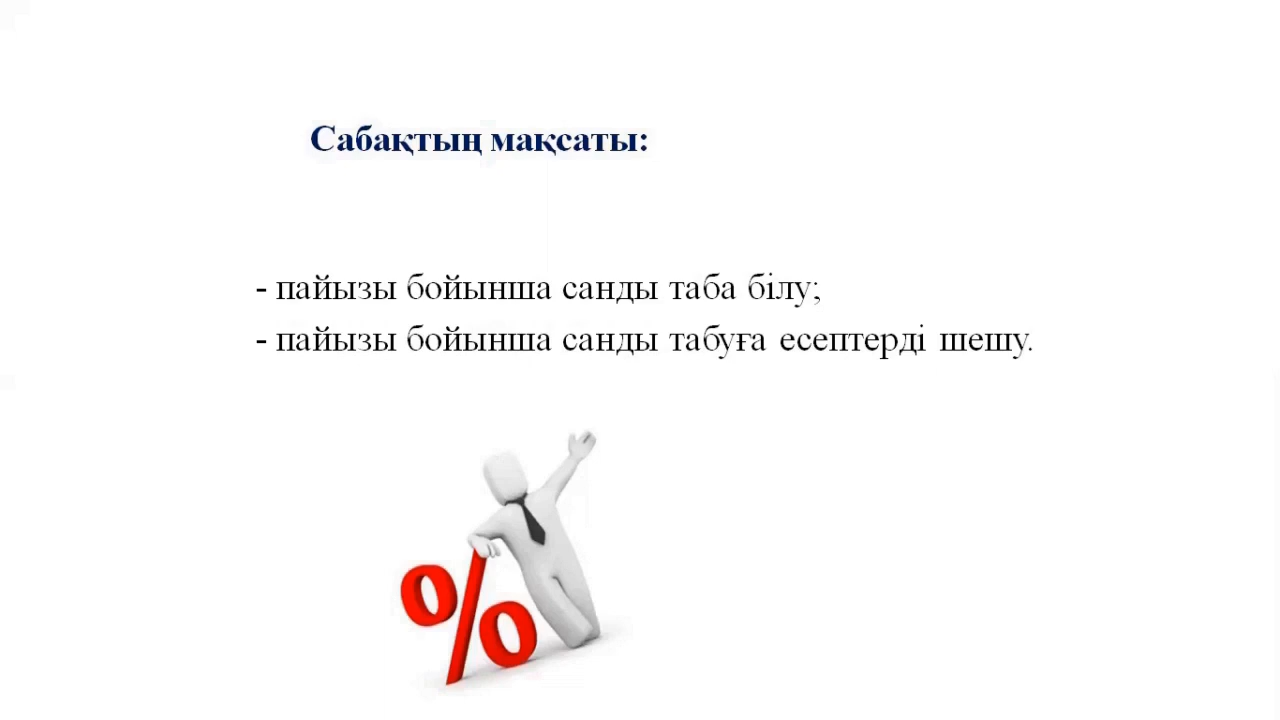 Сабақтың мақсаты:
- пайызы бойынша санды таба білу;
- пайызы бойынша санды табуға есептерді шешу.
%